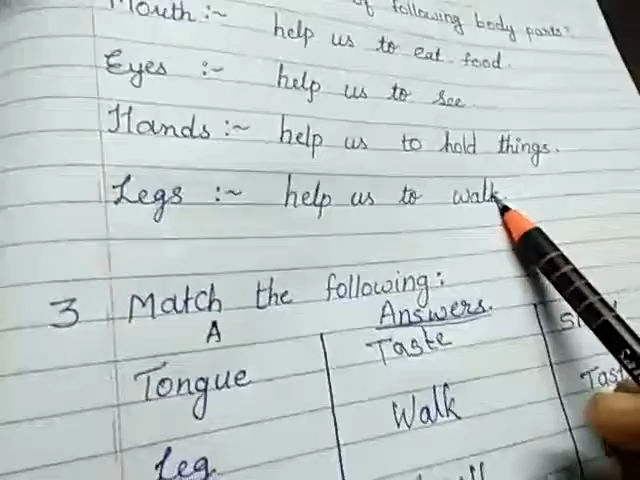 of following body parts?
Mouth :~ help us to eat food.
Eyes :~ help us to see.
Hands :~ help us to hold things.
Legs :~ help us to walk.
3 Match the following:
A Answers.
Tongue Taste
Leg Walk